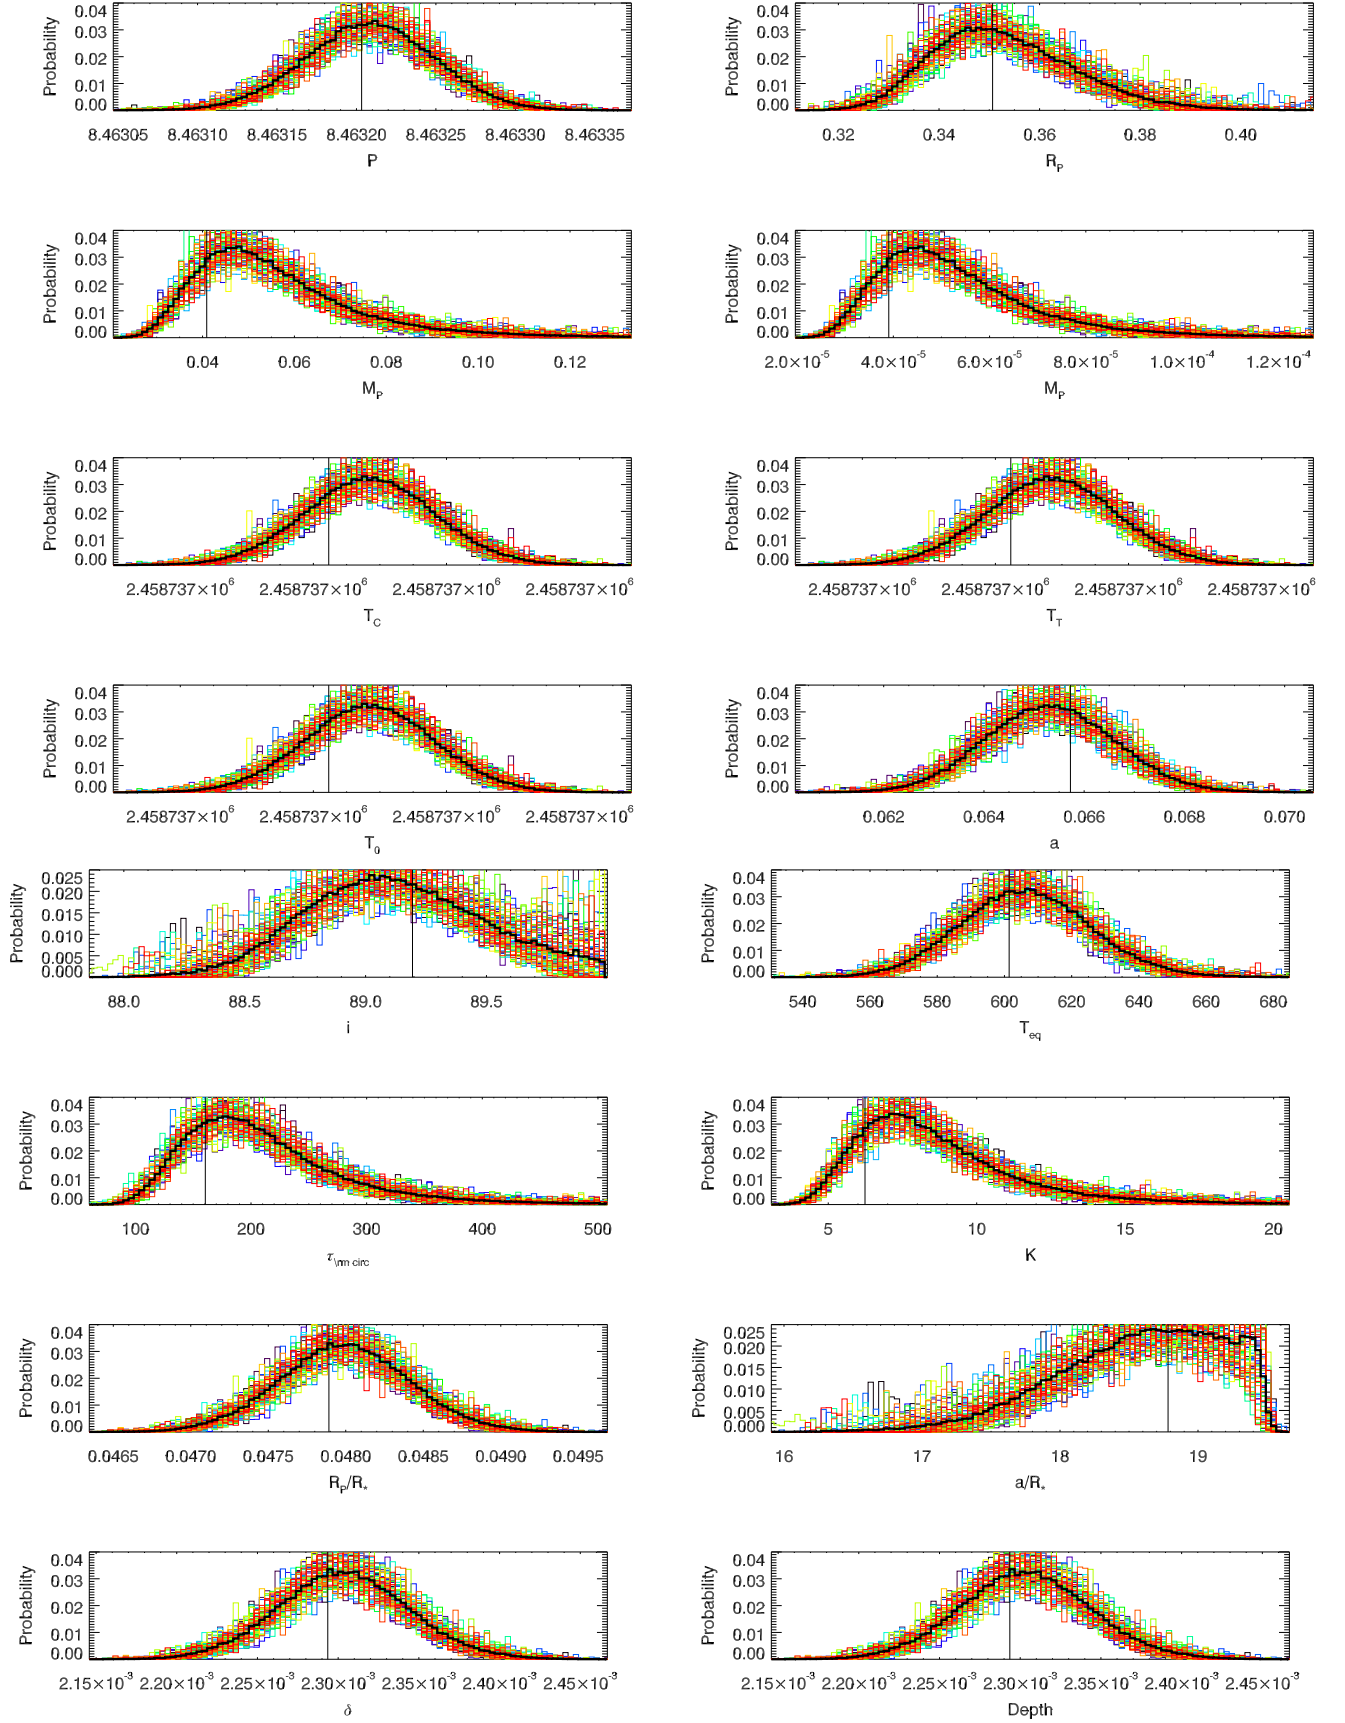 Probability 0.04 0.03 0.02 0.01 0.00
8.46305 8.46310 8.46315 8.46320 8.46325 8.46330 8.46335
P
Probability 0.04 0.03 0.02 0.01 0.00
0.32 0.34 0.36 0.38 0.40
R_P
Probability 0.04 0.03 0.02 0.01 0.00
0.04 0.06 0.08 0.10 0.12
M_P
Probability 0.04 0.03 0.02 0.01 0.00
2.0×10^-5 4.0×10^-5 6.0×10^-5 8.0×10^-5 1.0×10^-4 1.2×10^-4
M_P
Probability 0.04 0.03 0.02 0.01 0.00
2.458737×10^6 2.458737×10^6 2.458737×10^6 2.458737×10^6
T_C
Probability 0.04 0.03 0.02 0.01 0.00
2.458737×10^6 2.458737×10^6 2.458737×10^6 2.458737×10^6
T_T
Probability 0.04 0.03 0.02 0.01 0.00
2.458737×10^6 2.458737×10^6 2.458737×10^6 2.458737×10^6
T_0
Probability 0.04 0.03 0.02 0.01 0.00
0.062 0.064 0.066 0.068 0.070
a
Probability 0.025 0.020 0.015 0.010 0.005 0.000
88.0 88.5 89.0 89.5
i
Probability 0.04 0.03 0.02 0.01 0.00
540 560 580 600 620 640 660 680
T_eq
Probability 0.04 0.03 0.02 0.01 0.00
100 200 300 400 500
τ_\rm circ
Probability 0.04 0.03 0.02 0.01 0.00
5 10 15 20
K
Probability 0.04 0.03 0.02 0.01 0.00
0.0465 0.0470 0.0475 0.0480 0.0485 0.0490 0.0495
R_P/R_*
Probability 0.025 0.020 0.015 0.010 0.005 0.000
16 17 18 19
a/R_*
Probability 0.04 0.03 0.02 0.01 0.00
2.15×10^-3 2.20×10^-3 2.25×10^-3 2.30×10^-3 2.35×10^-3 2.40×10^-3 2.45×10^-3
δ
Probability 0.04 0.03 0.02 0.01 0.00
2.15×10^-3 2.20×10^-3 2.25×10^-3 2.30×10^-3 2.35×10^-3 2.40×10^-3 2.45×10^-3
Depth